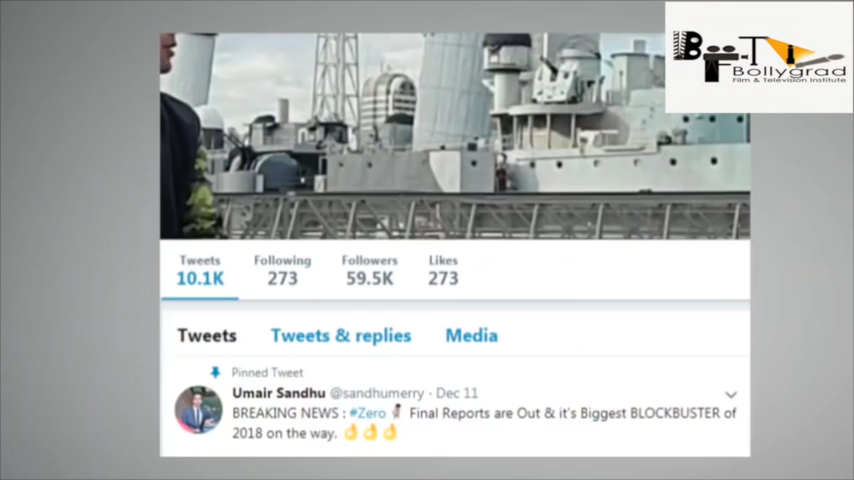 BFTI
Bollygrad
Film & Television Institute
Tweets Following Followers Likes
10.1K 273 59.5K 273
Tweets Tweets & replies Media
Pinned Tweet
Umair Sandhu @sandhumerry · Dec 11
BREAKING NEWS : #Zero Final Reports are Out & it's Biggest BLOCKBUSTER of
2018 on the way. 👌👌👌